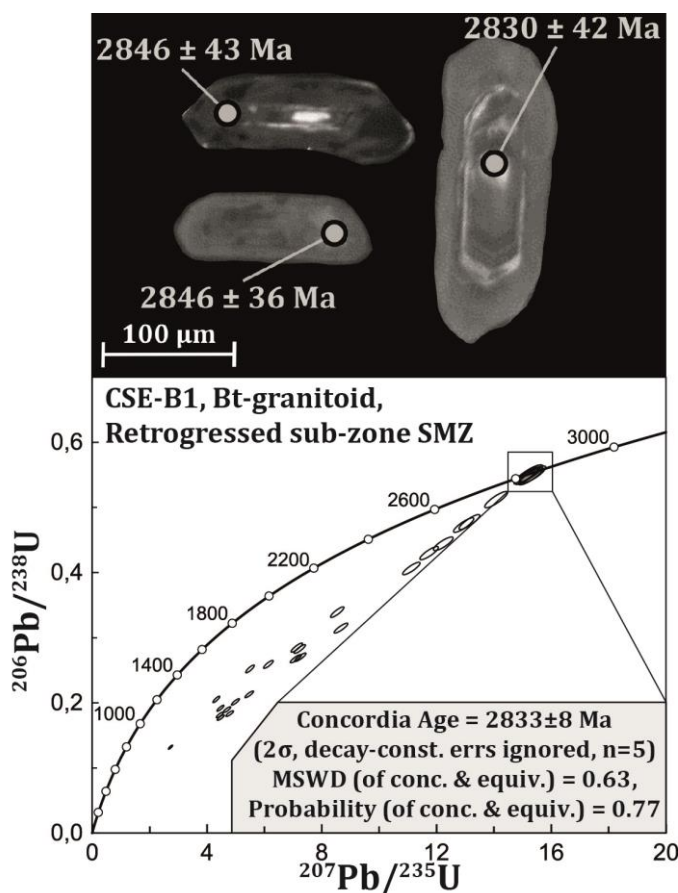 2846 ± 43 Ma
2830 ± 42 Ma
2846 ± 36 Ma
100 µm
CSE-B1, Bt-granitoid,
Retrogressed sub-zone SMZ
3000
2600
2200
1800
1400
1000
0,6
0,4
0,2
0,0
206Pb/238U
Concordia Age = 2833±8 Ma
(2σ, decay-const. errs ignored, n=5)
MSWD (of conc. & equiv.) = 0.63,
Probability (of conc. & equiv.) = 0.77
0 4 8 12 16 20
207Pb/235U